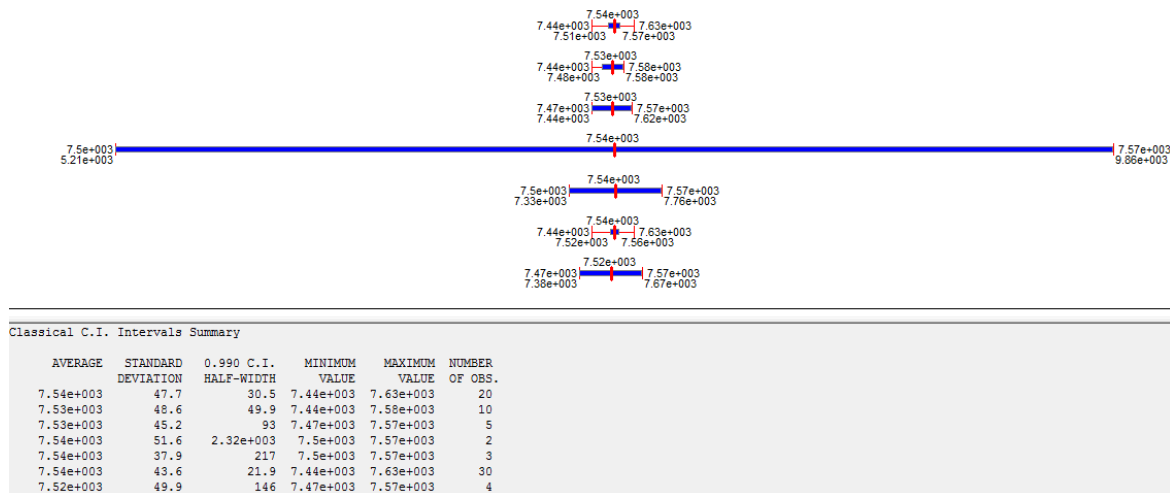 7.54e+003
7.44e+003 7.63e+003
7.51e+003 7.57e+003
7.53e+003
7.44e+003 7.58e+003
7.48e+003 7.58e+003
7.53e+003
7.47e+003 7.57e+003
7.44e+003 7.62e+003
7.54e+003
7.5e+003 7.57e+003
5.21e+003 9.86e+003
7.54e+003
7.5e+003 7.57e+003
7.33e+003 7.76e+003
7.54e+003
7.44e+003 7.63e+003
7.52e+003 7.56e+003
7.52e+003
7.47e+003 7.57e+003
7.38e+003 7.67e+003
Classical C.I. Intervals Summary
AVERAGE STANDARD 0.990 C.I. MINIMUM MAXIMUM NUMBER
DEVIATION HALF-WIDTH VALUE VALUE OF OBS.
7.54e+003 47.7 30.5 7.44e+003 7.63e+003 20
7.53e+003 48.6 49.9 7.44e+003 7.58e+003 10
7.53e+003 45.2 93 7.47e+003 7.57e+003 5
7.54e+003 51.6 2.32e+003 7.5e+003 7.57e+003 2
7.54e+003 37.9 217 7.5e+003 7.57e+003 3
7.54e+003 43.6 21.9 7.44e+003 7.63e+003 30
7.52e+003 49.9 146 7.47e+003 7.57e+003 4